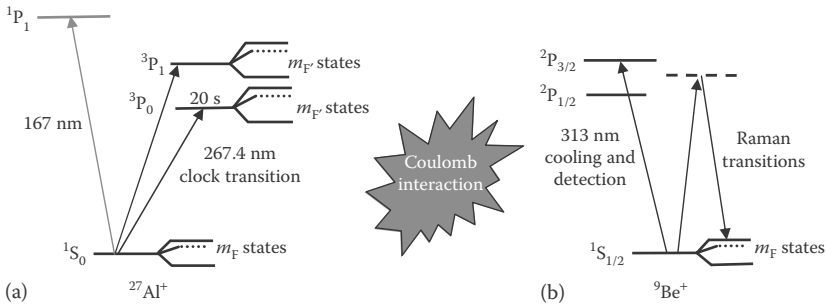 ¹P₁
³P₁
m_F′ states
³P₀
20 s
m_F′ states
167 nm
267.4 nm
clock transition
¹S₀
m_F states
(a)
²⁷Al⁺
Coulomb
interaction
²P₃/₂
²P₁/₂
313 nm
cooling and
detection
Raman
transitions
¹S₁/₂
m_F states
(b)
⁹Be⁺